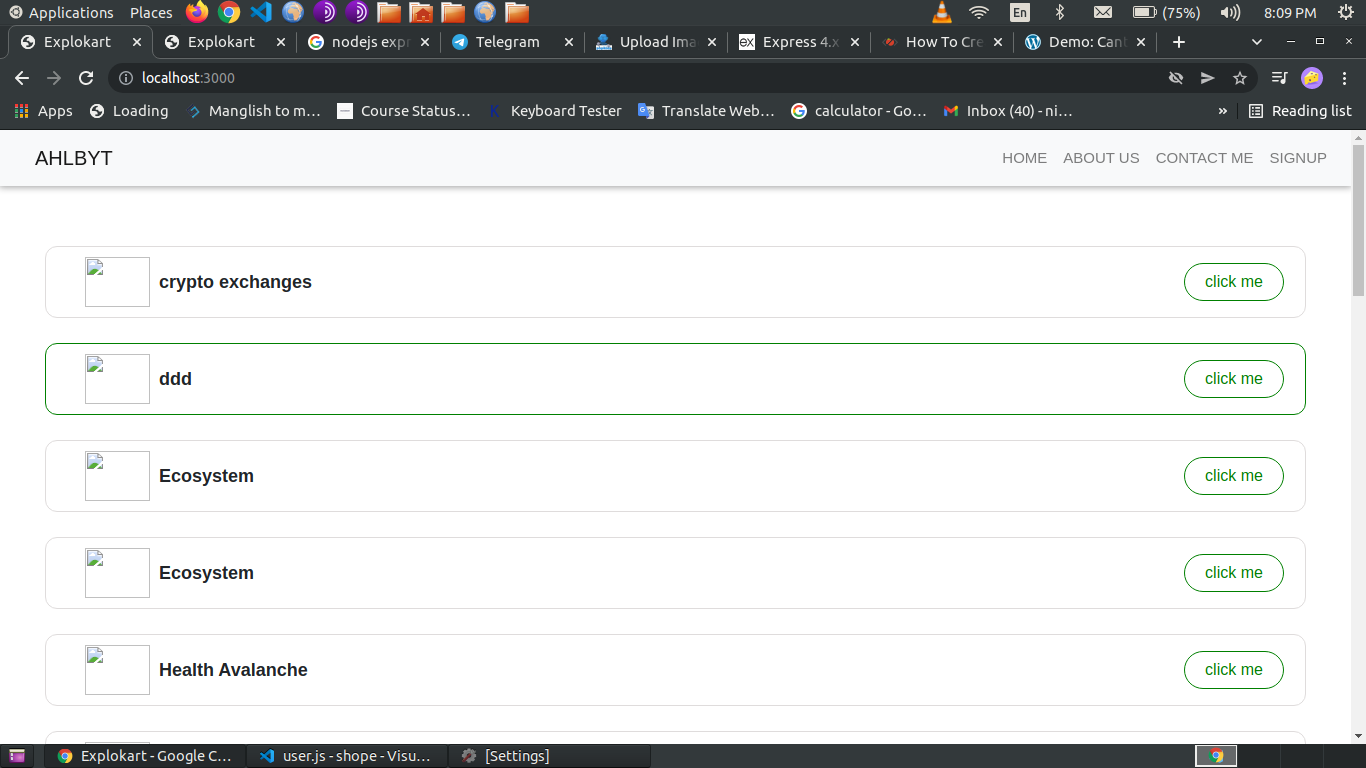 Applications Places En (75%) 8:09 PM
Explokart Explokart nodejs expr Telegram Upload Ima Express 4.x How To Cre Demo: Cant
localhost:3000
Apps Loading Manglish to m... Course Status... K Keyboard Tester Translate Web... calculator - Go... Inbox (40) - ni... » Reading list
AHLBYT HOME ABOUT US CONTACT ME SIGNUP
crypto exchanges click me
ddd click me
Ecosystem click me
Ecosystem click me
Health Avalanche click me
Explokart - Google C... user.js - shope - Visu... [Settings]